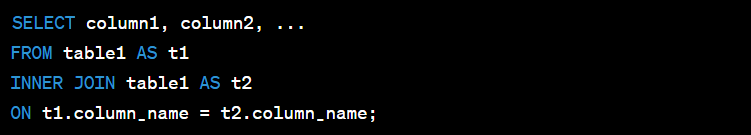 SELECT column1, column2, ...
FROM table1 AS t1
INNER JOIN table1 AS t2
ON t1.column_name = t2.column_name;